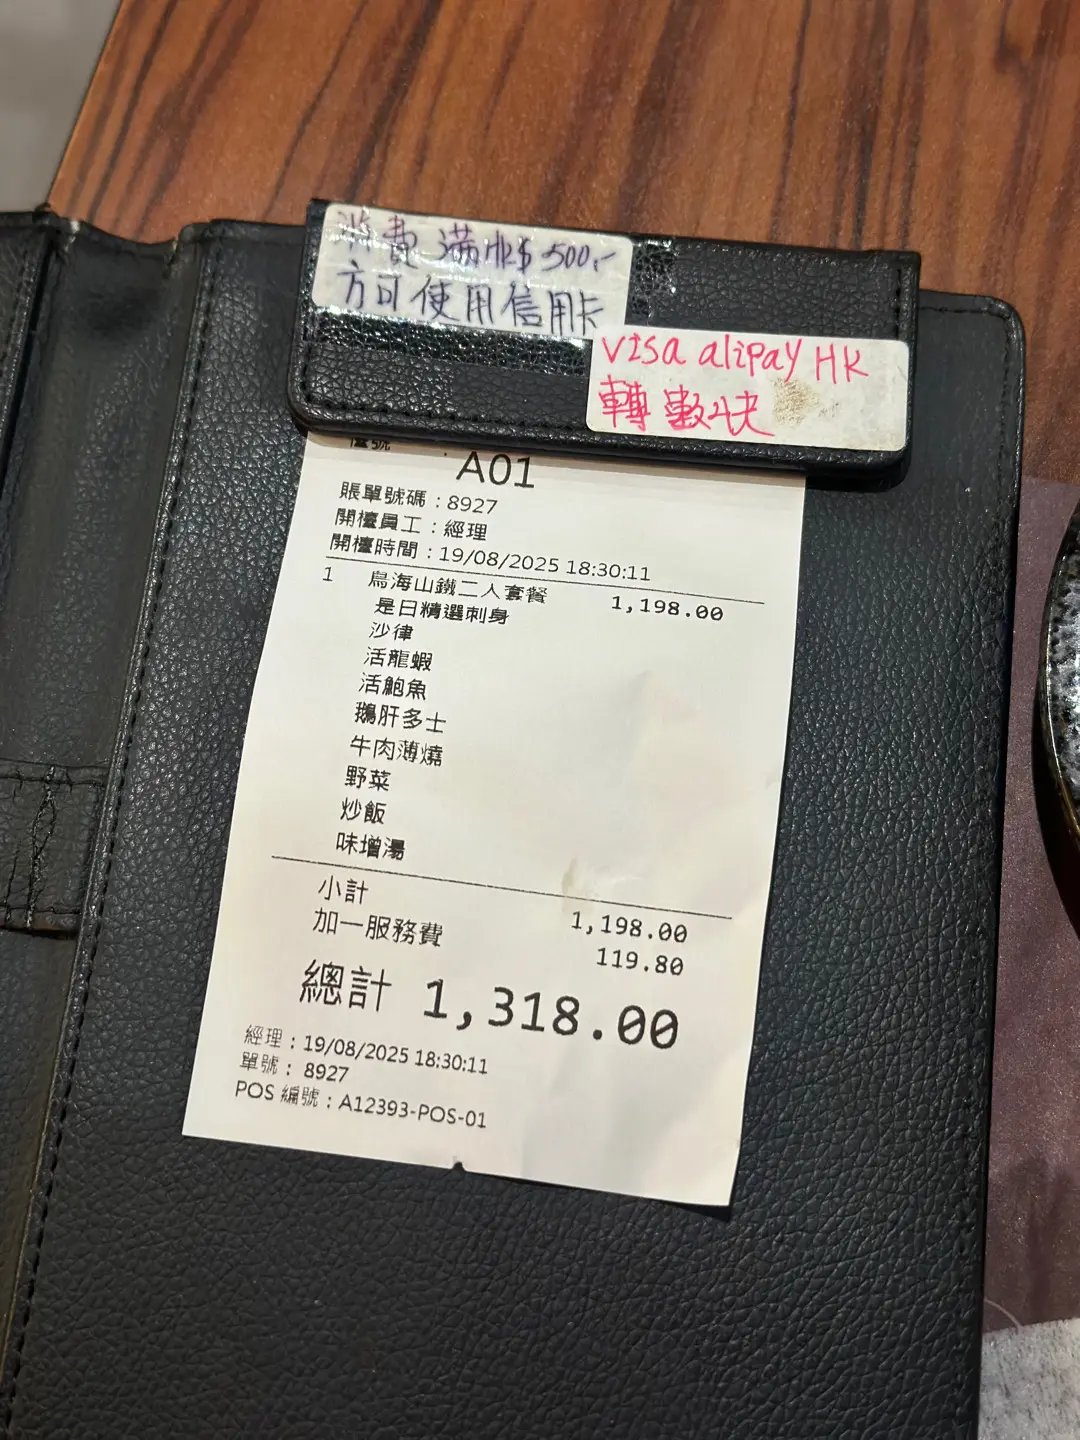 消費滿HK$500.-
方可使用信用卡
VISA alipay HK
轉數快
檯號
A01
賬單號碼：8927
開檯員工：經理
開檯時間：19/08/2025 18:30:11
1 鳥海山鐵二人套餐 1,198.00
是日精選刺身
沙律
活龍蝦
活鮑魚
鵝肝多士
牛肉薄燒
野菜
炒飯
味增湯
小計 1,198.00
加一服務費 119.80
總計 1,318.00
經理：19/08/2025 18:30:11
單號：8927
POS 編號：A12393-POS-01